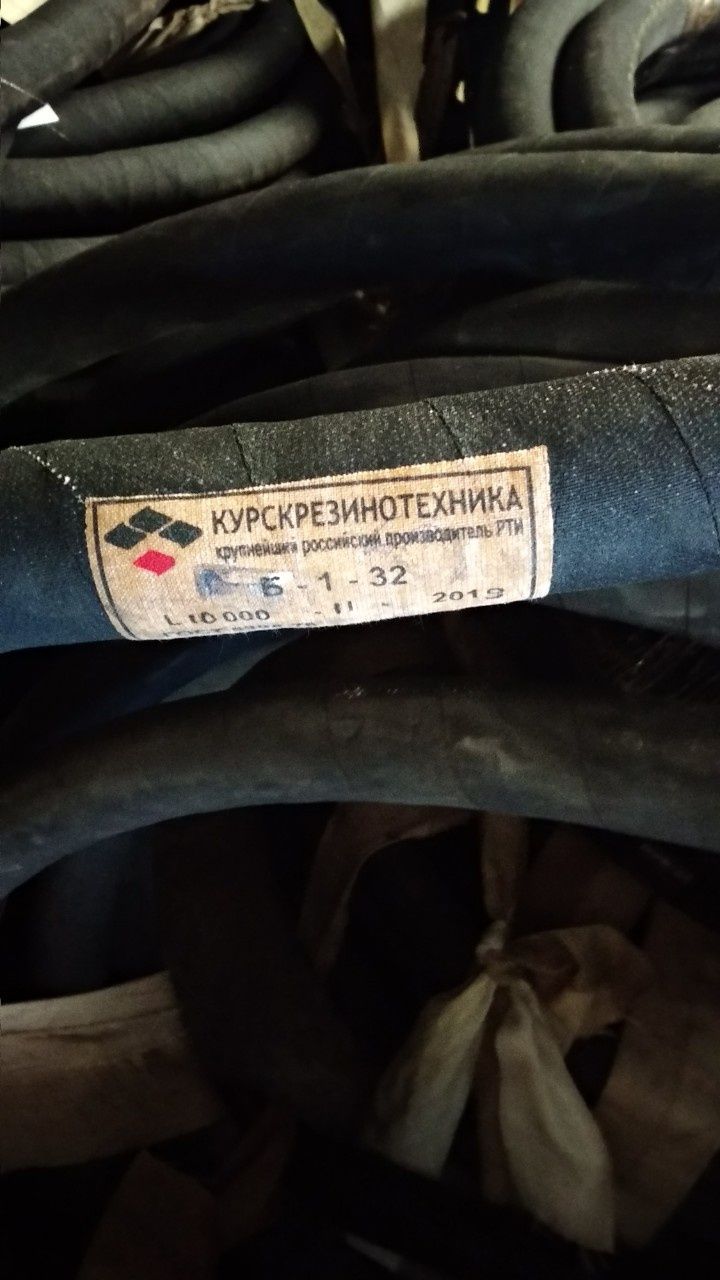 КУРСКРЕЗИНОТЕХНИКА
крупнейший российский производитель РТИ
Б - 1 - 32
L 10 000 - II - 2019